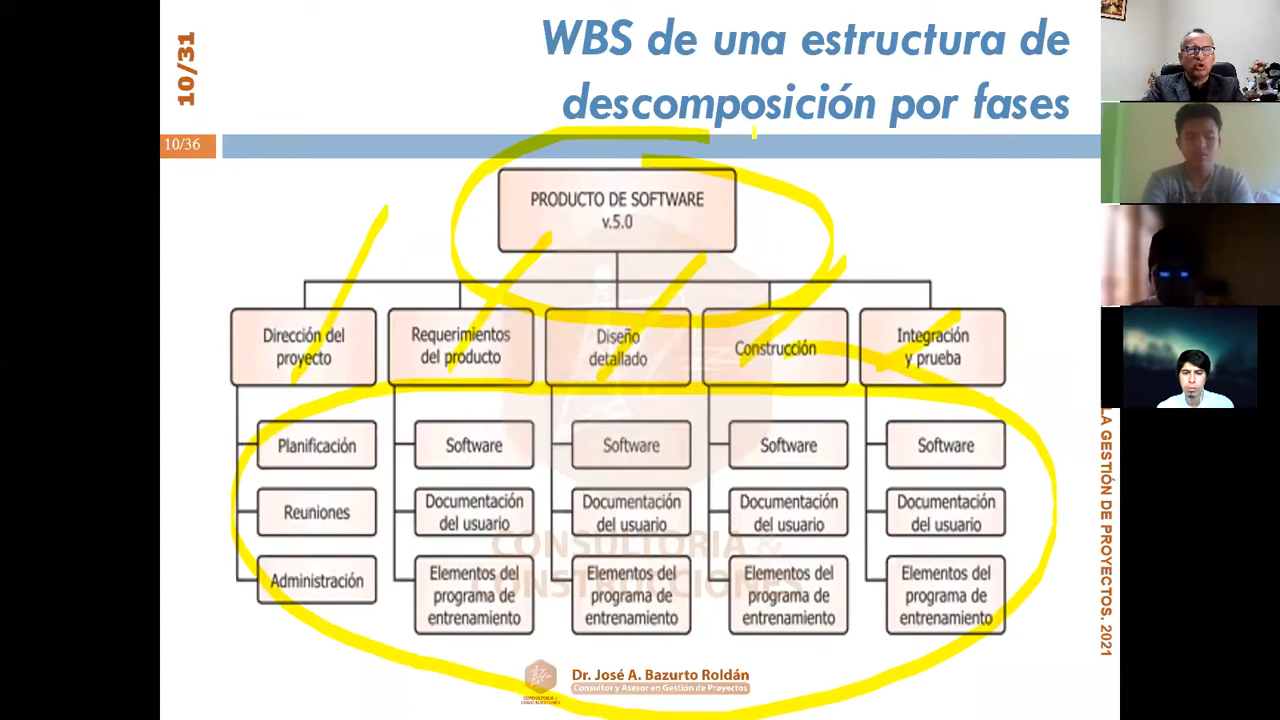 10/31
WBS de una estructura de
descomposición por fases
10/36
PRODUCTO DE SOFTWARE
v.5.0
Dirección del
proyecto
Requerimientos
del producto
Diseño
detallado
Construcción
Integración
y prueba
Planificación
Software
Software
Software
Software
Reuniones
Documentación
del usuario
Documentación
del usuario
Documentación
del usuario
Documentación
del usuario
Administración
Elementos del
programa de
entrenamiento
Elementos del
programa de
entrenamiento
Elementos del
programa de
entrenamiento
Elementos del
programa de
entrenamiento
CONSULTORIA &
CONSTRUCCIONES
CONSULTORIA &
CONSTRUCCIONES
Dr. José A. Bazurto Roldán
Consultor y Asesor en Gestión de Proyectos
LA GESTIÓN DE PROYECTOS, 2021